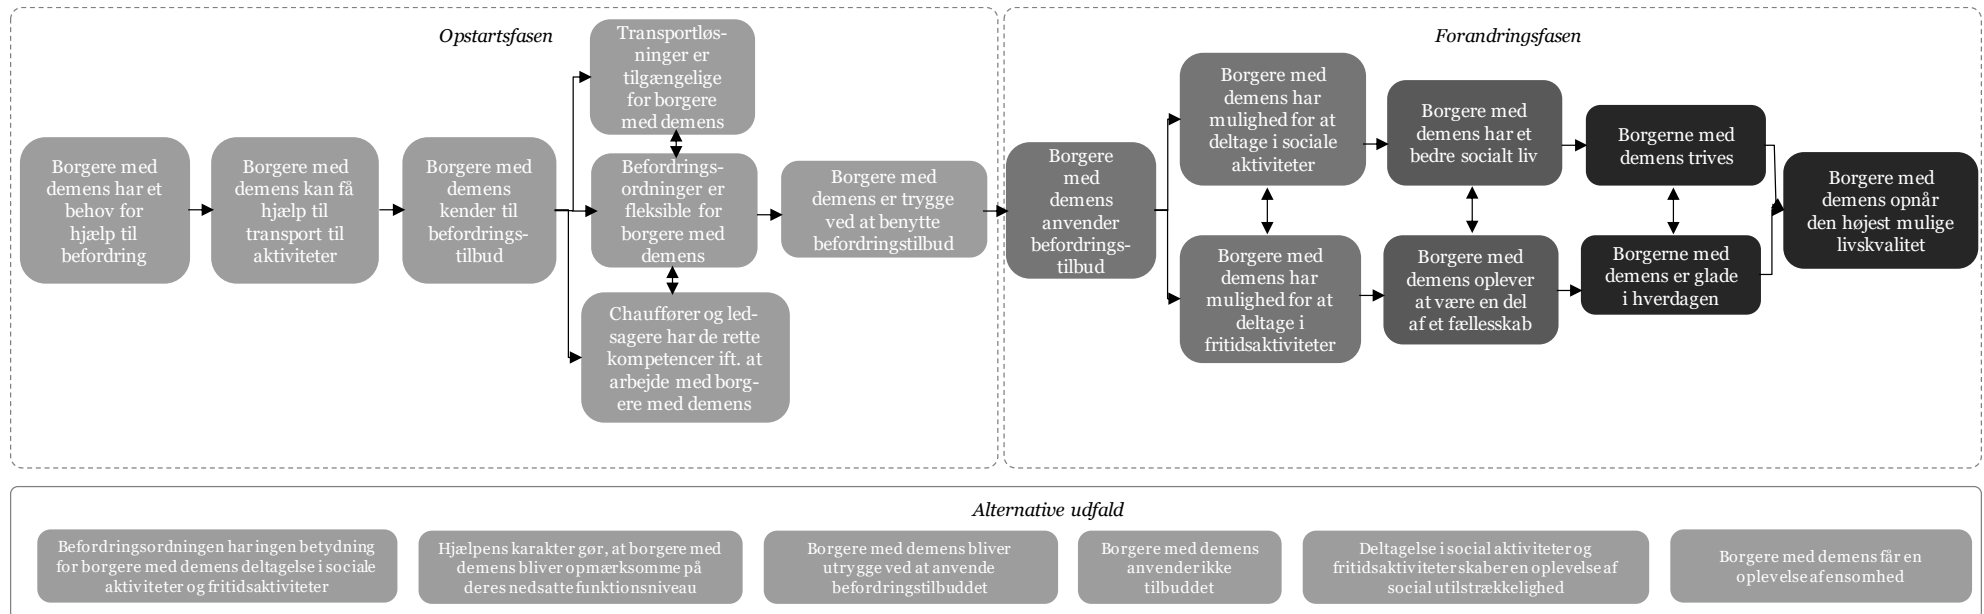 Opstartsfasen
Borgere med
demens har et
behov for
hjælp til
befordring
Borgere med
demens kan få
hjælp til
transport til
aktiviteter
Borgere med
demens
kender til
befordrings-
tilbud
Transportløs-
ninger er
tilgængelige
for borgere
med demens
Befordrings-
ordninger er
fleksible for
borgere med
demens
Chauffører og led-
sagere har de rette
kompetencer ift. at
arbejde med borg-
ere med demens
Borgere med
demens er trygge
ved at benytte
befordringstilbud
Forandringsfasen
Borgere
med
demens
anvender
befordrings-
tilbud
Borgere med
demens har
mulighed for at
deltage i sociale
aktiviteter
Borgere med
demens har
mulighed for at
deltage i
fritidsaktiviteter
Borgere med
demens har et
bedre socialt liv
Borgere med
demens oplever
at være en del
af et fællesskab
Borgerne med
demens trives
Borgerne med
demens er glade
i hverdagen
Borgere med
demens opnår
den højest mulige
livskvalitet
Alternative udfald
Befordringsordningen har ingen betydning
for borgere med demens deltagelse i sociale
aktiviteter og fritidsaktiviteter
Hjælpens karakter gør, at borgere med
demens bliver opmærksomme på
deres nedsatte funktionsniveau
Borgere med demens bliver
utrygge ved at anvende
befordringstilbuddet
Borgere med demens
anvender ikke
tilbuddet
Deltagelse i social aktiviteter og
fritidsaktiviteter skaber en oplevelse af
social utilstrækkelighed
Borgere med demens får en
oplevelse af ensomhed